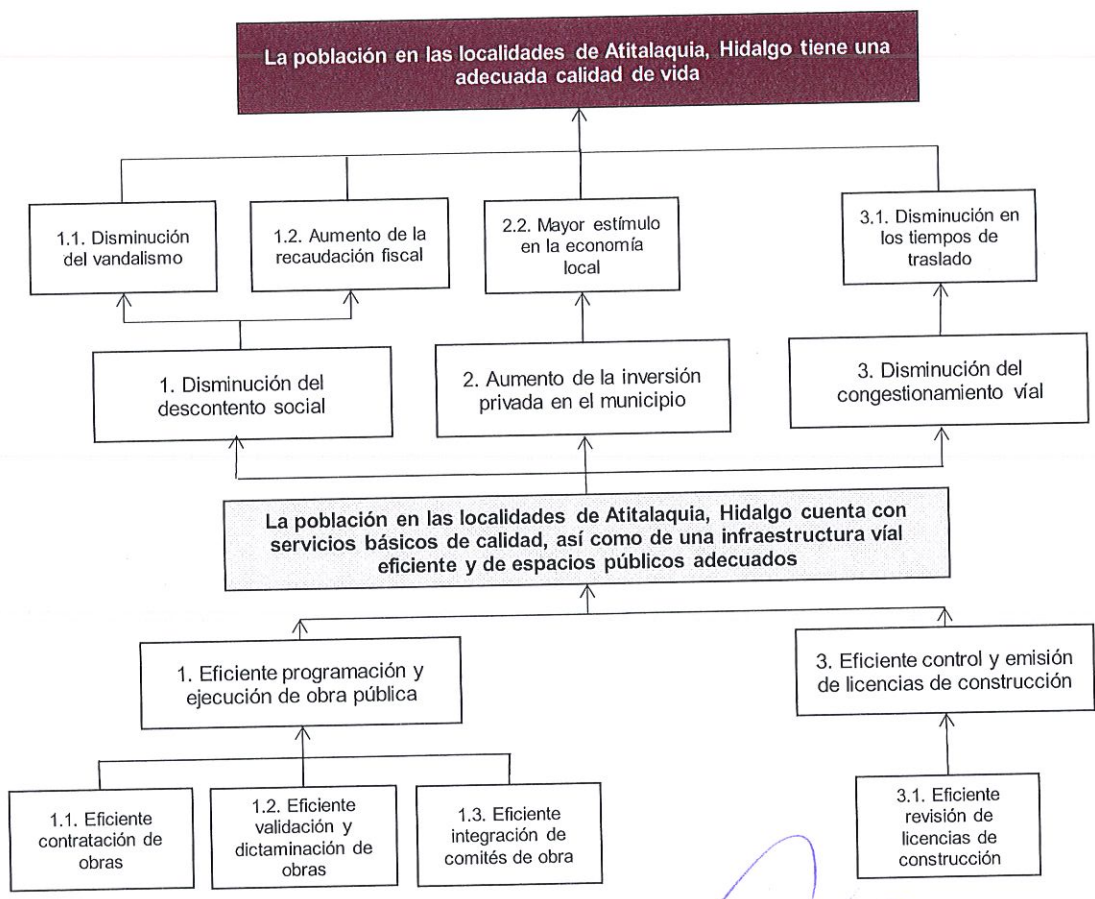 La población en las localidades de Atitalaquia, Hidalgo tiene una
adecuada calidad de vida
1.1. Disminución
del vandalismo
1.2. Aumento de la
recaudación fiscal
2.2. Mayor estímulo
en la economía
local
3.1. Disminución en
los tiempos de
traslado
1. Disminución del
descontento social
2. Aumento de la inversión
privada en el municipio
3. Disminución del
congestionamiento víal
La población en las localidades de Atitalaquia, Hidalgo cuenta con
servicios básicos de calidad, así como de una infraestructura víal
eficiente y de espacios públicos adecuados
1. Eficiente programación y
ejecución de obra pública
3. Eficiente control y emisión
de licencias de construcción
1.1. Eficiente
contratación de
obras
1.2. Eficiente
validación y
dictaminación de
obras
1.3. Eficiente
integración de
comités de obra
3.1. Eficiente
revisión de
licencias de
construcción